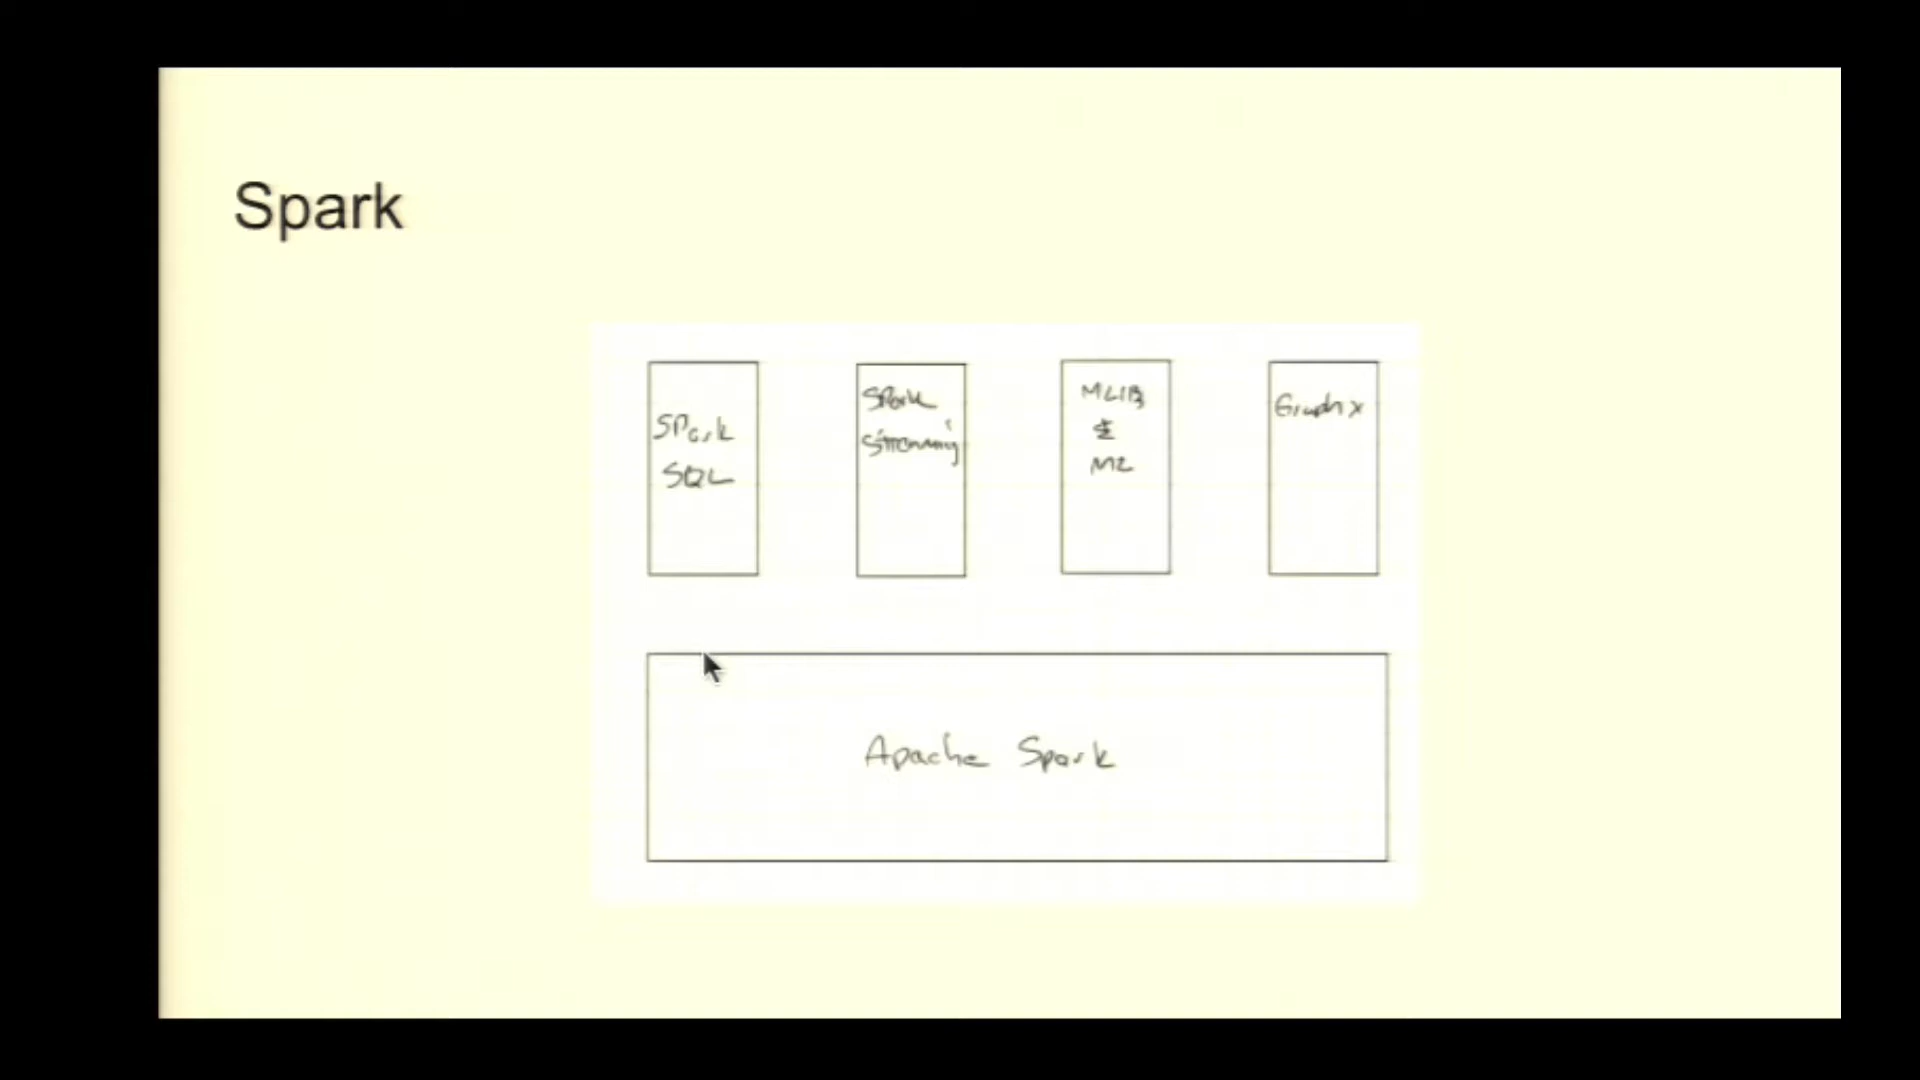 Spark
SPark
SQL
Spark
Streaming
MLIB
&
ML
Graphx
Apache Spark